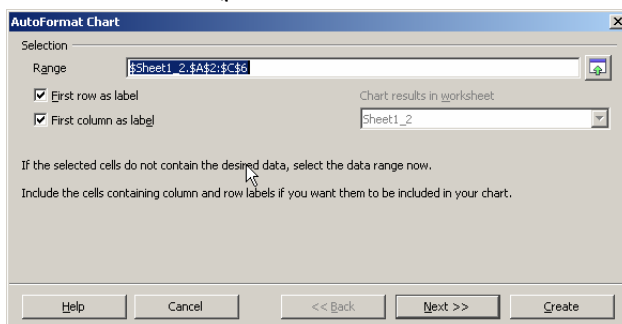 AutoFormat Chart
Selection
Range $Sheet1_2.$A$2:$C$6
First row as label Chart results in worksheet
First column as label Sheet1_2
If the selected cells do not contain the desired data, select the data range now.
Include the cells containing column and row labels if you want them to be included in your chart.
Help Cancel << Back Next >> Create